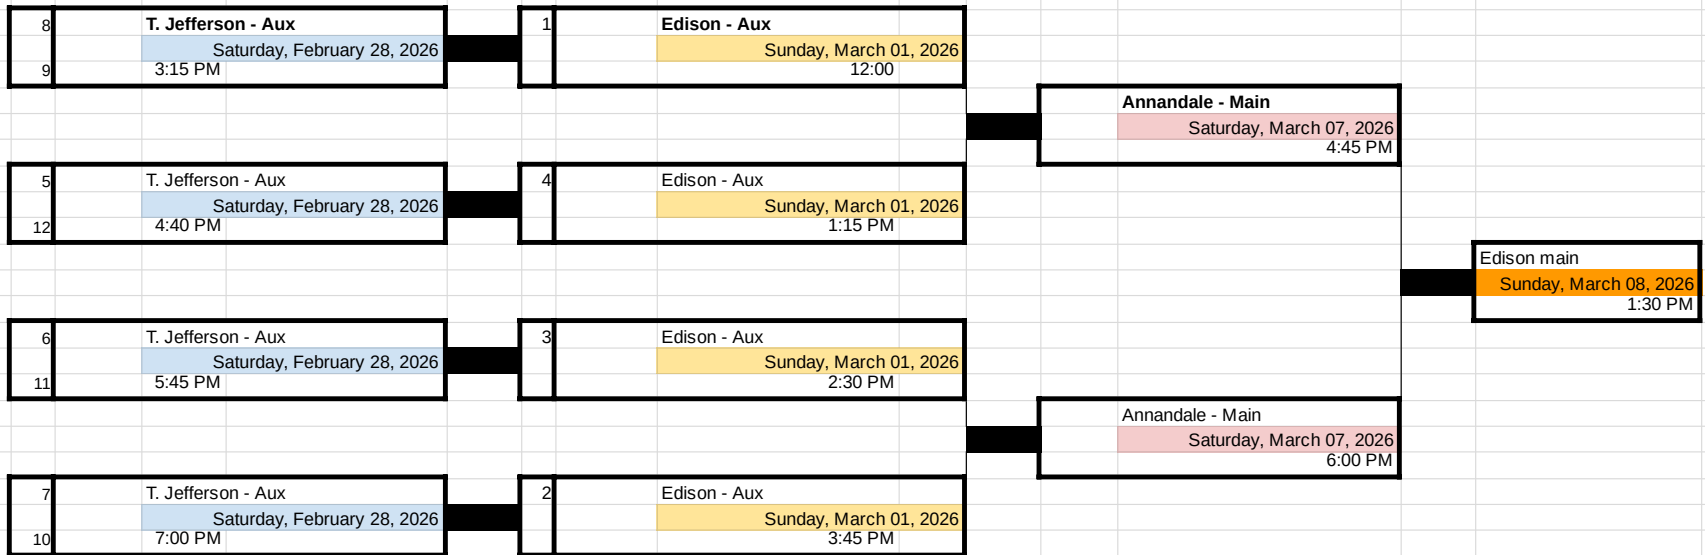 8 T. Jefferson - Aux
Saturday, February 28, 2026
9 3:15 PM
1 Edison - Aux
Sunday, March 01, 2026
12:00
5 T. Jefferson - Aux
Saturday, February 28, 2026
12 4:40 PM
4 Edison - Aux
Sunday, March 01, 2026
1:15 PM
6 T. Jefferson - Aux
Saturday, February 28, 2026
11 5:45 PM
3 Edison - Aux
Sunday, March 01, 2026
2:30 PM
7 T. Jefferson - Aux
Saturday, February 28, 2026
10 7:00 PM
2 Edison - Aux
Sunday, March 01, 2026
3:45 PM
Annandale - Main
Saturday, March 07, 2026
4:45 PM
Annandale - Main
Saturday, March 07, 2026
6:00 PM
Edison main
Sunday, March 08, 2026
1:30 PM